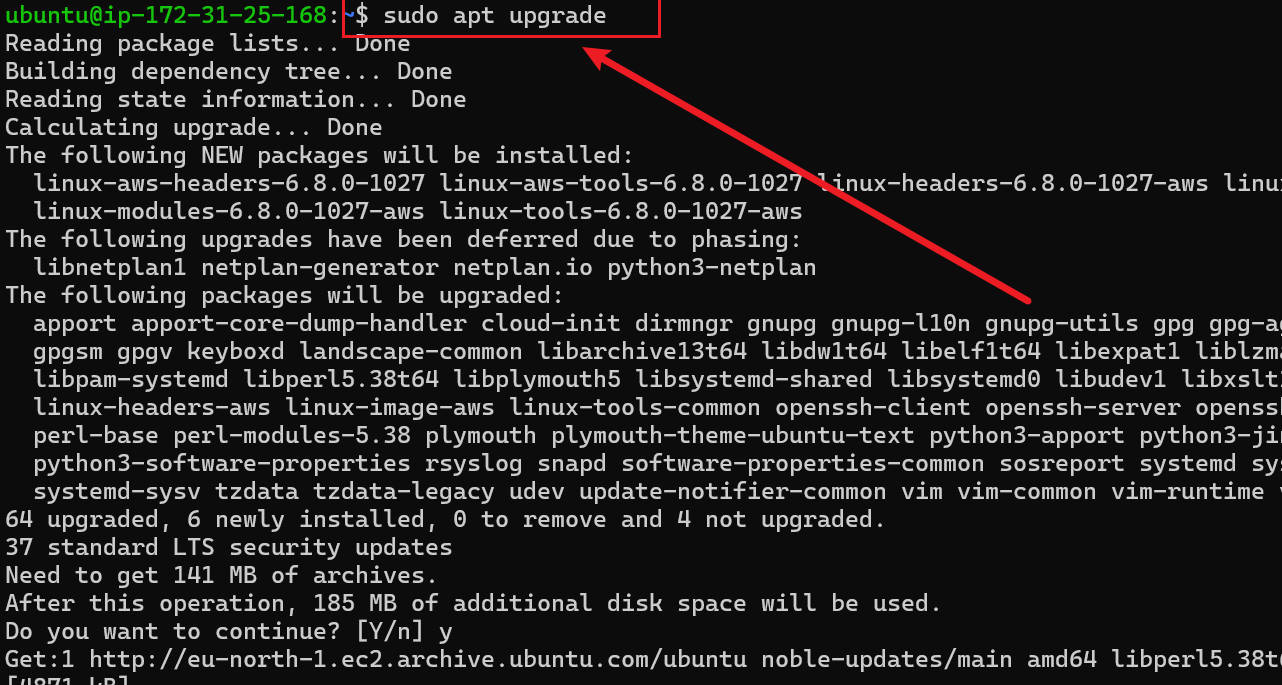 ubuntu@ip-172-31-25-168:~$ sudo apt upgrade
Reading package lists... Done
Building dependency tree... Done
Reading state information... Done
Calculating upgrade... Done
The following NEW packages will be installed:
linux-aws-headers-6.8.0-1027 linux-aws-tools-6.8.0-1027 linux-headers-6.8.0-1027-aws
linux-modules-6.8.0-1027-aws linux-tools-6.8.0-1027-aws
The following upgrades have been deferred due to phasing:
libnetplan1 netplan-generator netplan.io python3-netplan
The following packages will be upgraded:
apport apport-core-dump-handler cloud-init dirmngr gnupg gnupg-l10n gnupg-utils gpg
gpgsm gpgv keyboxd landscape-common libarchive13t64 libdw1t64 libelf1t64 libexpat1
libpam-systemd libperl5.38t64 libplymouth5 libsystemd-shared libsystemd0 libudev1
linux-headers-aws linux-image-aws linux-tools-common openssh-client openssh-server
perl-base perl-modules-5.38 plymouth plymouth-theme-ubuntu-text python3-apport
python3-software-properties rsyslog snapd software-properties-common sosreport systemd
systemd-sysv tzdata tzdata-legacy udev update-notifier-common vim vim-common vim-runtime
64 upgraded, 6 newly installed, 0 to remove and 4 not upgraded.
37 standard LTS security updates
Need to get 141 MB of archives.
After this operation, 185 MB of additional disk space will be used.
Do you want to continue? [Y/n] y
Get:1 http://eu-north-1.ec2.archive.ubuntu.com/ubuntu noble-updates/main amd64
[4871 kB]